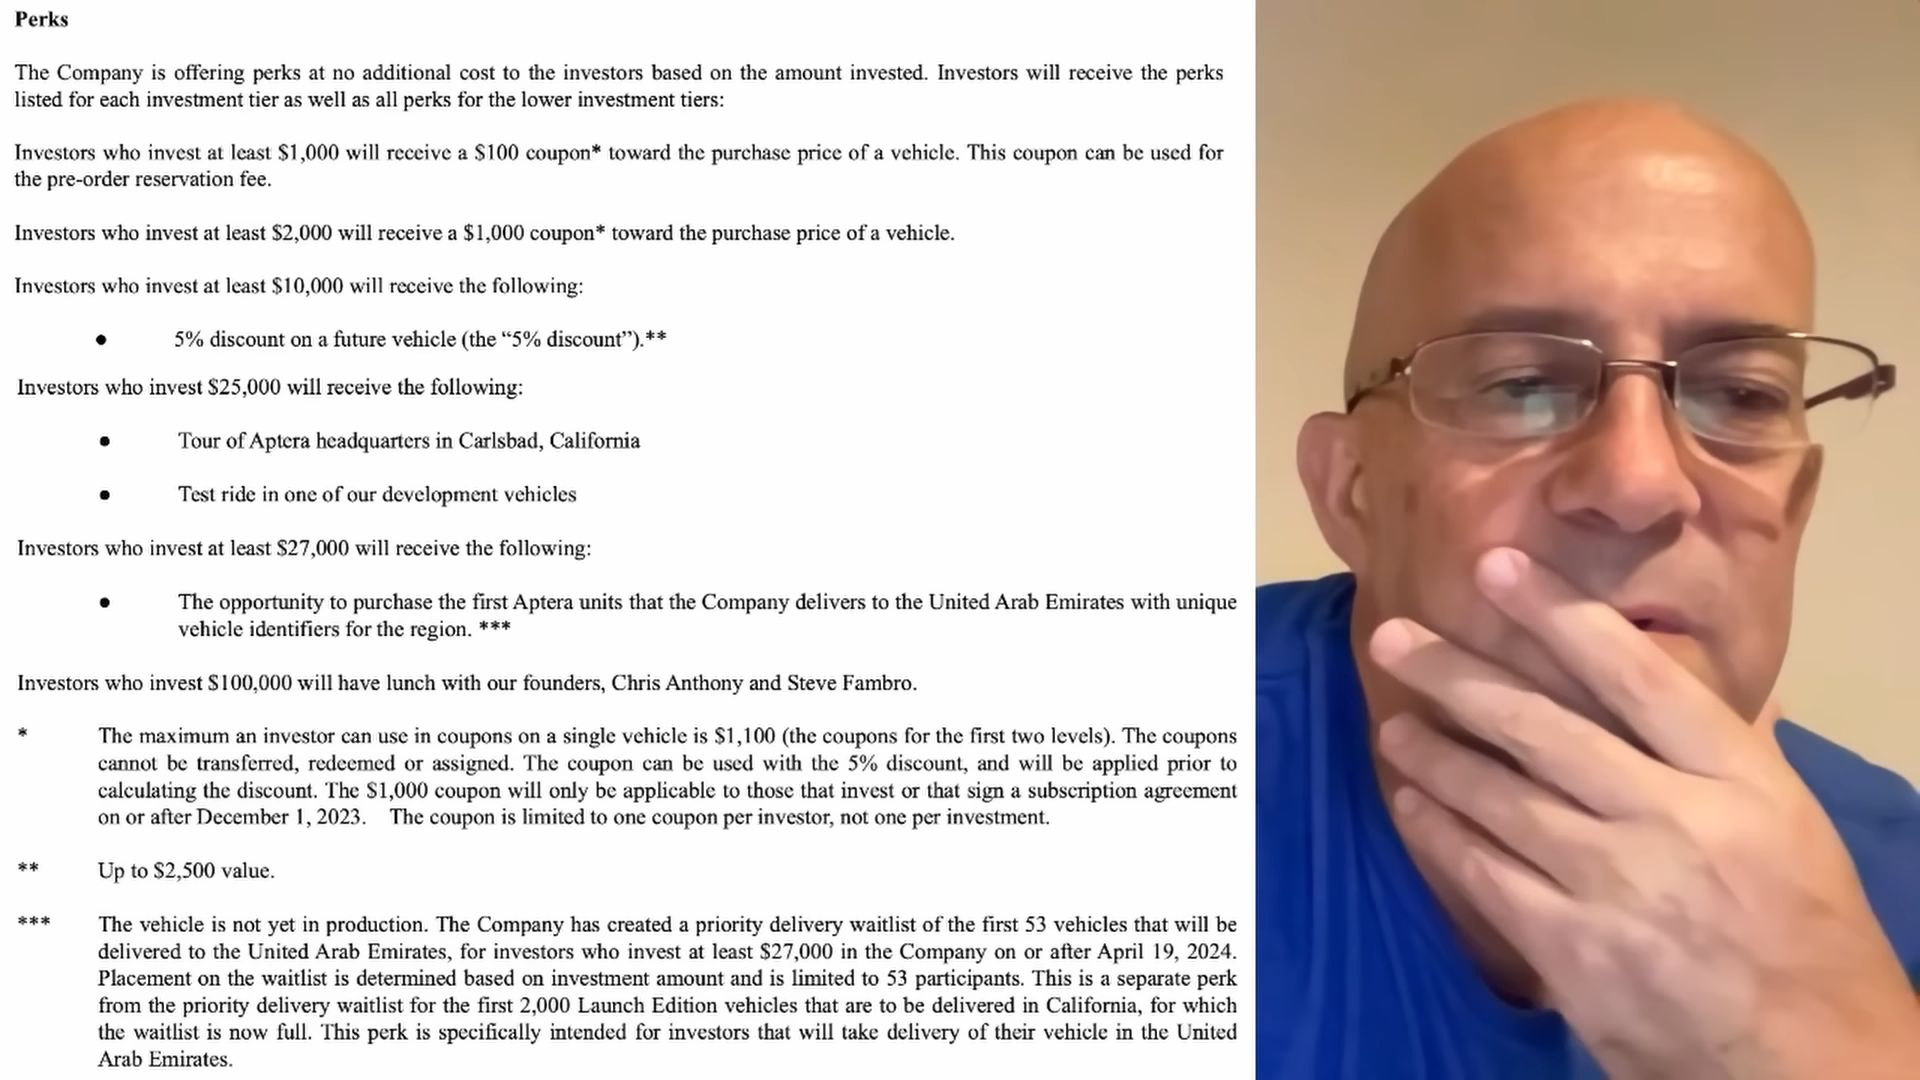 Perks
The Company is offering perks at no additional cost to the investors based on the amount invested. Investors will receive the perks
listed for each investment tier as well as all perks for the lower investment tiers:
Investors who invest at least $1,000 will receive a $100 coupon* toward the purchase price of a vehicle. This coupon can be used for
the pre-order reservation fee.
Investors who invest at least $2,000 will receive a $1,000 coupon* toward the purchase price of a vehicle.
Investors who invest at least $10,000 will receive the following:
● 5% discount on a future vehicle (the “5% discount”).**
Investors who invest $25,000 will receive the following:
● Tour of Aptera headquarters in Carlsbad, California
● Test ride in one of our development vehicles
Investors who invest at least $27,000 will receive the following:
● The opportunity to purchase the first Aptera units that the Company delivers to the United Arab Emirates with unique
vehicle identifiers for the region. ***
Investors who invest $100,000 will have lunch with our founders, Chris Anthony and Steve Fambro.
* The maximum an investor can use in coupons on a single vehicle is $1,100 (the coupons for the first two levels). The coupons
cannot be transferred, redeemed or assigned. The coupon can be used with the 5% discount, and will be applied prior to
calculating the discount. The $1,000 coupon will only be applicable to those that invest or that sign a subscription agreement
on or after December 1, 2023. The coupon is limited to one coupon per investor, not one per investment.
** Up to $2,500 value.
*** The vehicle is not yet in production. The Company has created a priority delivery waitlist of the first 53 vehicles that will be
delivered to the United Arab Emirates, for investors who invest at least $27,000 in the Company on or after April 19, 2024.
Placement on the waitlist is determined based on investment amount and is limited to 53 participants. This is a separate perk
from the priority delivery waitlist for the first 2,000 Launch Edition vehicles that are to be delivered in California, for which
the waitlist is now full. This perk is specifically intended for investors that will take delivery of their vehicle in the United
Arab Emirates.